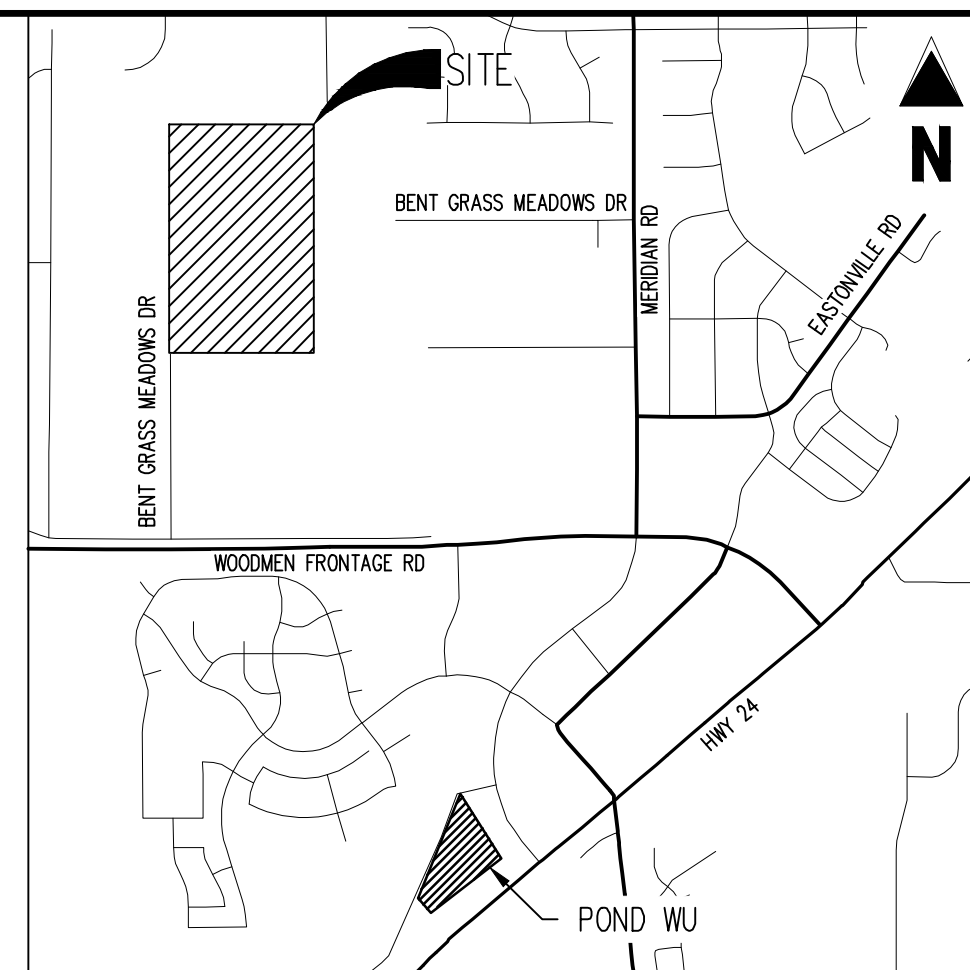 SITE
N
BENT GRASS MEADOWS DR
MERIDIAN RD
EASTONVILLE RD
BENT GRASS MEADOWS DR
WOODMEN FRONTAGE RD
HWY 24
POND WU